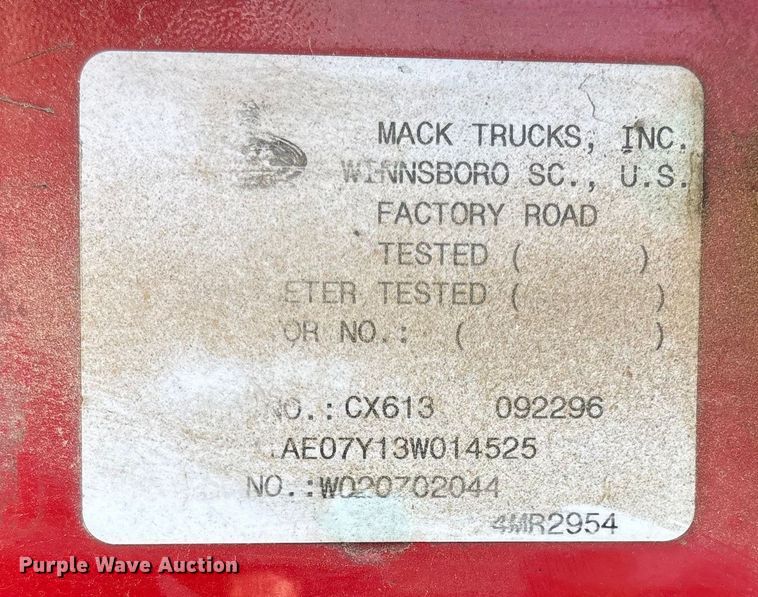 MACK TRUCKS, INC.
WINNSBORO SC., U.S.
FACTORY ROAD
TESTED ( )
ETER TESTED ( )
OR NO.: ( )
NO.: CX613 092296
AE07Y13W014525
NO.:W020702044
4MR2954
Purple Wave Auction